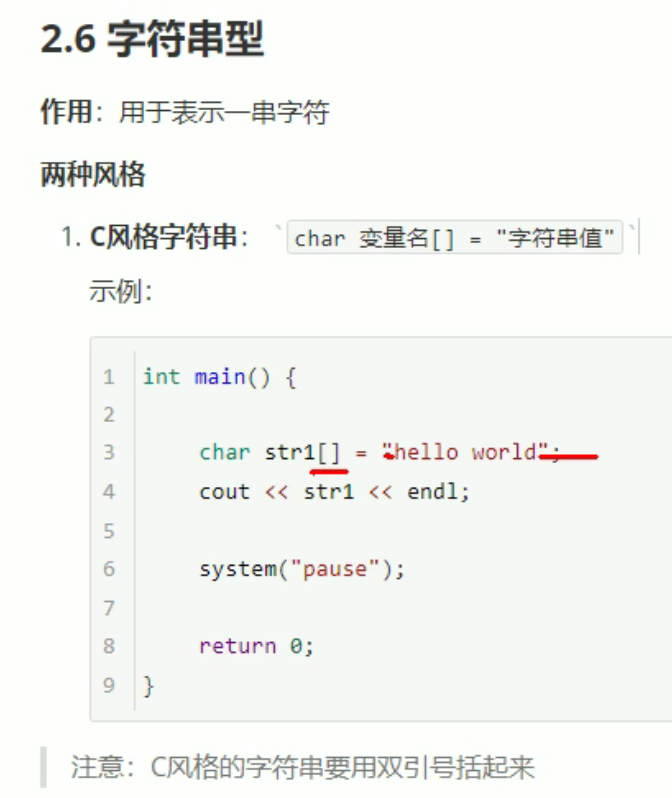 2.6 字符串型
作用：用于表示一串字符
两种风格
1. C风格字符串： `char 变量名[] = "字符串值"`
示例：
1 int main() {
2
3 char str1[] = "hello world";
4 cout << str1 << endl;
5
6 system("pause");
7
8 return 0;
9 }
注意：C风格的字符串要用双引号括起来